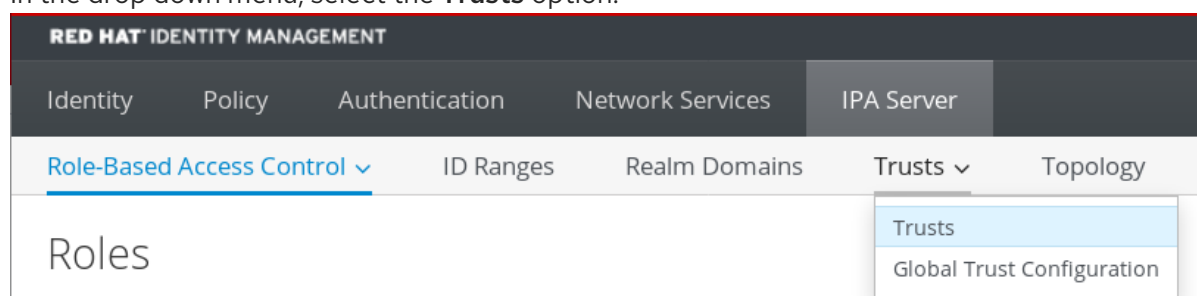 In the drop down menu, select the Trusts option.
RED HAT IDENTITY MANAGEMENT
Identity Policy Authentication Network Services IPA Server
Role-Based Access Control ID Ranges Realm Domains Trusts Topology
Trusts
Roles
Global Trust Configuration